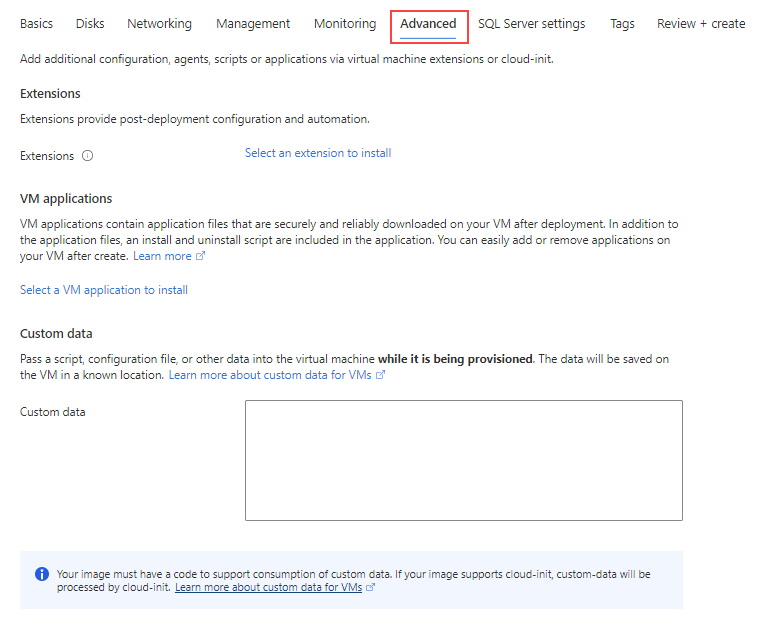 Basics Disks Networking Management Monitoring Advanced SQL Server settings Tags Review + create
Add additional configuration, agents, scripts or applications via virtual machine extensions or cloud-init.
Extensions
Extensions provide post-deployment configuration and automation.
Extensions Select an extension to install
VM applications
VM applications contain application files that are securely and reliably downloaded on your VM after deployment. In addition to
the application files, an install and uninstall script are included in the application. You can easily add or remove applications on
your VM after create. Learn more
Select a VM application to install
Custom data
Pass a script, configuration file, or other data into the virtual machine while it is being provisioned. The data will be saved on
the VM in a known location. Learn more about custom data for VMs
Custom data
Your image must have a code to support consumption of custom data. If your image supports cloud-init, custom-data will be
processed by cloud-init. Learn more about custom data for VMs